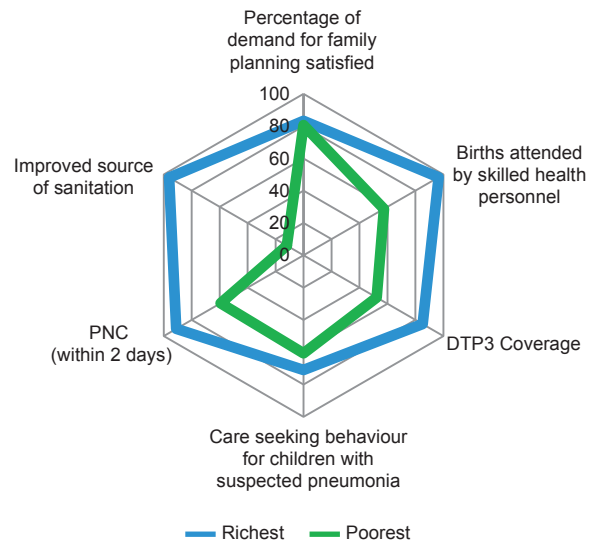 Percentage of
demand for family
planning satisfied
100
80
60
40
20
0
Births attended
by skilled health
personnel
DTP3 Coverage
Care seeking behaviour
for children with
suspected pneumonia
PNC
(within 2 days)
Improved source
of sanitation
Richest
Poorest